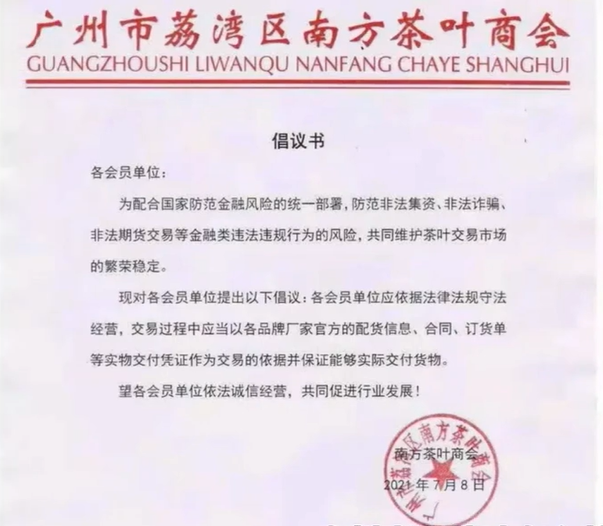 广州市荔湾区南方茶叶商会
GUANGZHOUSHI LIWANQU NANFANG CHAYE SHANGHUI
倡议书
各会员单位：
为配合国家防范金融风险的统一部署，防范非法集资、非法诈骗、
非法期货交易等金融类违法违规行为的风险，共同维护茶叶交易市场
的繁荣稳定。
现对各会员单位提出以下倡议：各会员单位应依据法律法规守法
经营，交易过程中应当以各品牌厂家官方的配货信息、合同、订货单
等实物交付凭证作为交易的依据并保证能够实际交付货物。
望各会员单位依法诚信经营，共同促进行业发展！
广州市荔湾区南方茶叶商会
南方茶叶商会
2021 年 7 月 8 日